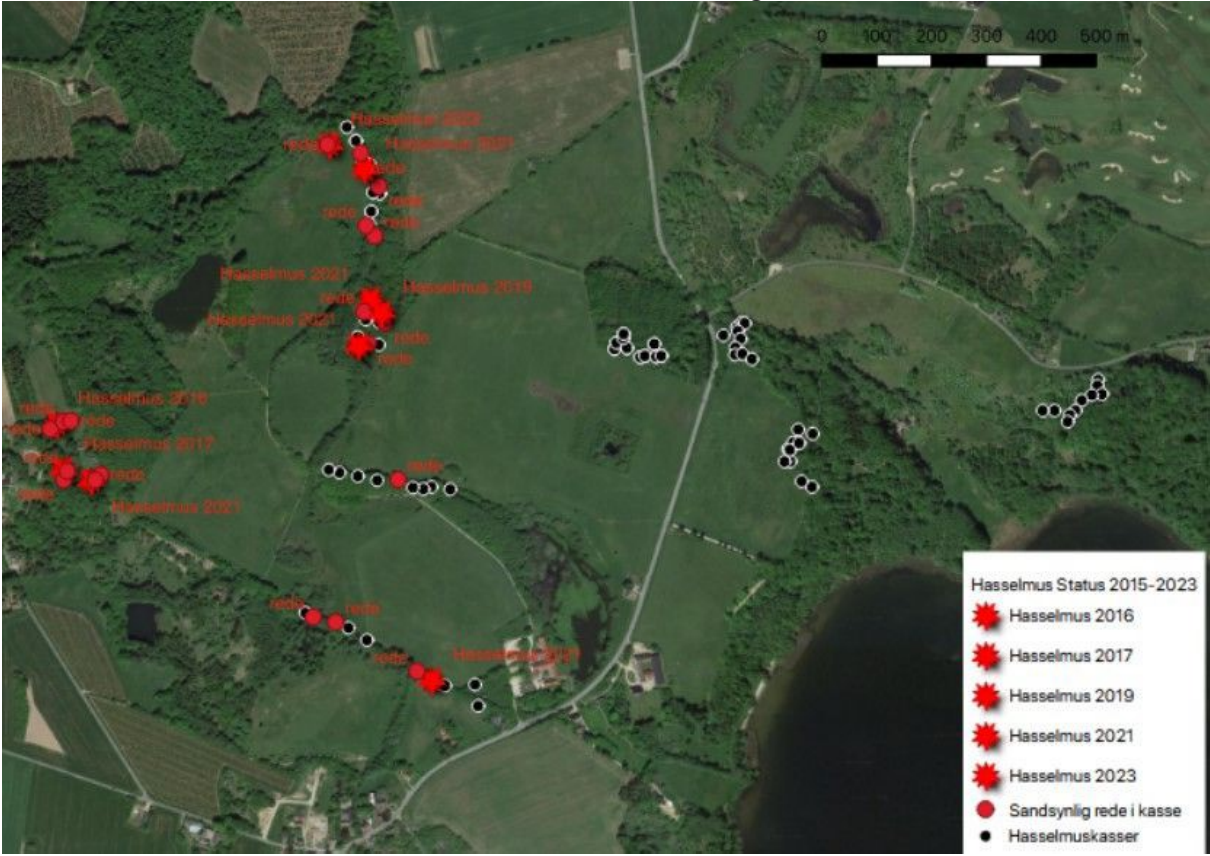 0 100 200 300 400 500 m
Hasselmus 2023
rede Hasselmus 2021
rede
rede
rede rede
Hasselmus 2021
Hasselmus 2019
rede
Hasselmus 2021
rede
rede
Hasselmus 2016
rede
rede
rede
Hasselmus 2017
rede
rede
rede
Hasselmus 2021
rede
rede rede
rede Hasselmus 2021
Hasselmus Status 2015-2023
Hasselmus 2016
Hasselmus 2017
Hasselmus 2019
Hasselmus 2021
Hasselmus 2023
Sandsynlig rede i kasse
Hasselmuskasser